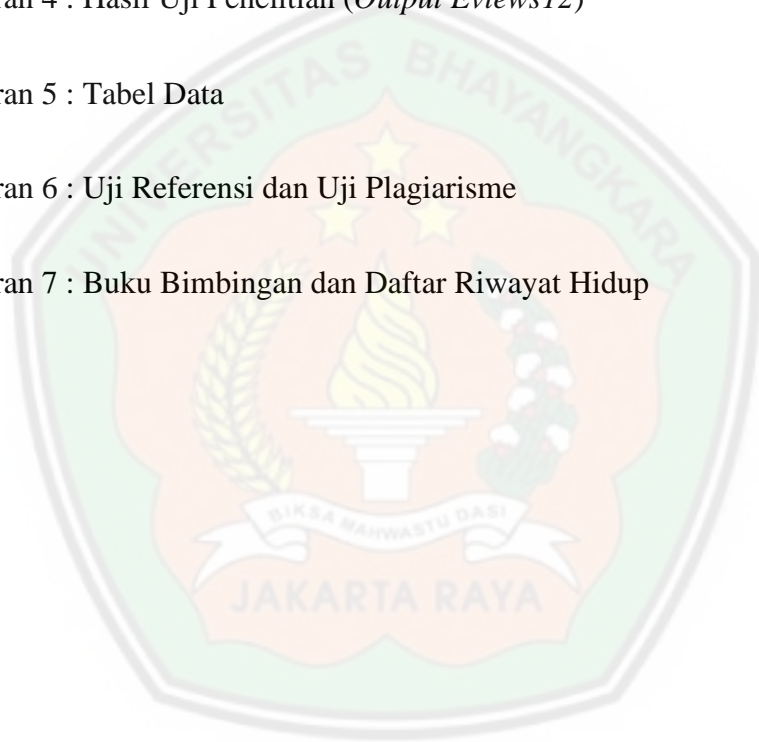 ran 4 : Hasil Uji Penelitian (Output Eviews12)
ran 5 : Tabel Data
ran 6 : Uji Referensi dan Uji Plagiarisme
ran 7 : Buku Bimbingan dan Daftar Riwayat Hidup
UNIVERSITAS BHAYANGKARA
BIKSA MAHWASTU DASI
JAKARTA RAYA